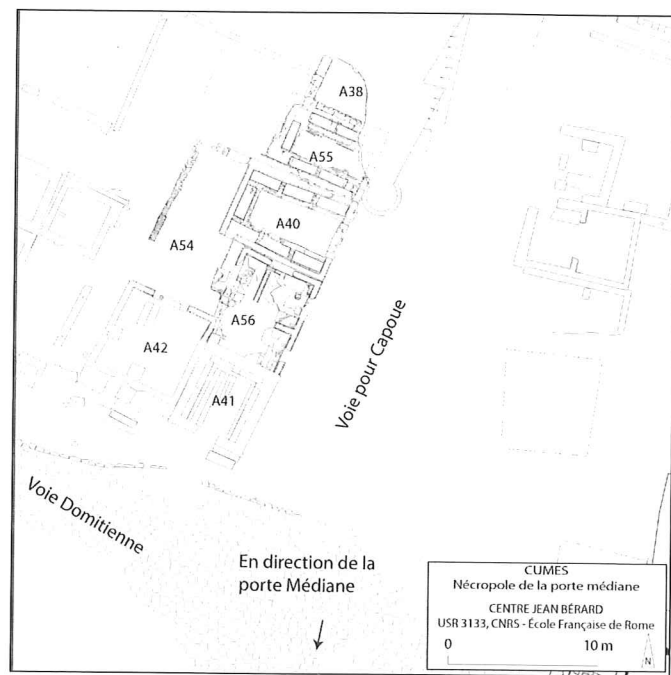 A38
A55
A40
A54
A56
A42
A41
Voie pour Capoue
Voie Domitienne
En direction de la
porte Médiane
CUMES
Nécropole de la porte médiane
CENTRE JEAN BÉRARD
USR 3133, CNRS - École Française de Rome
0 10 m
N